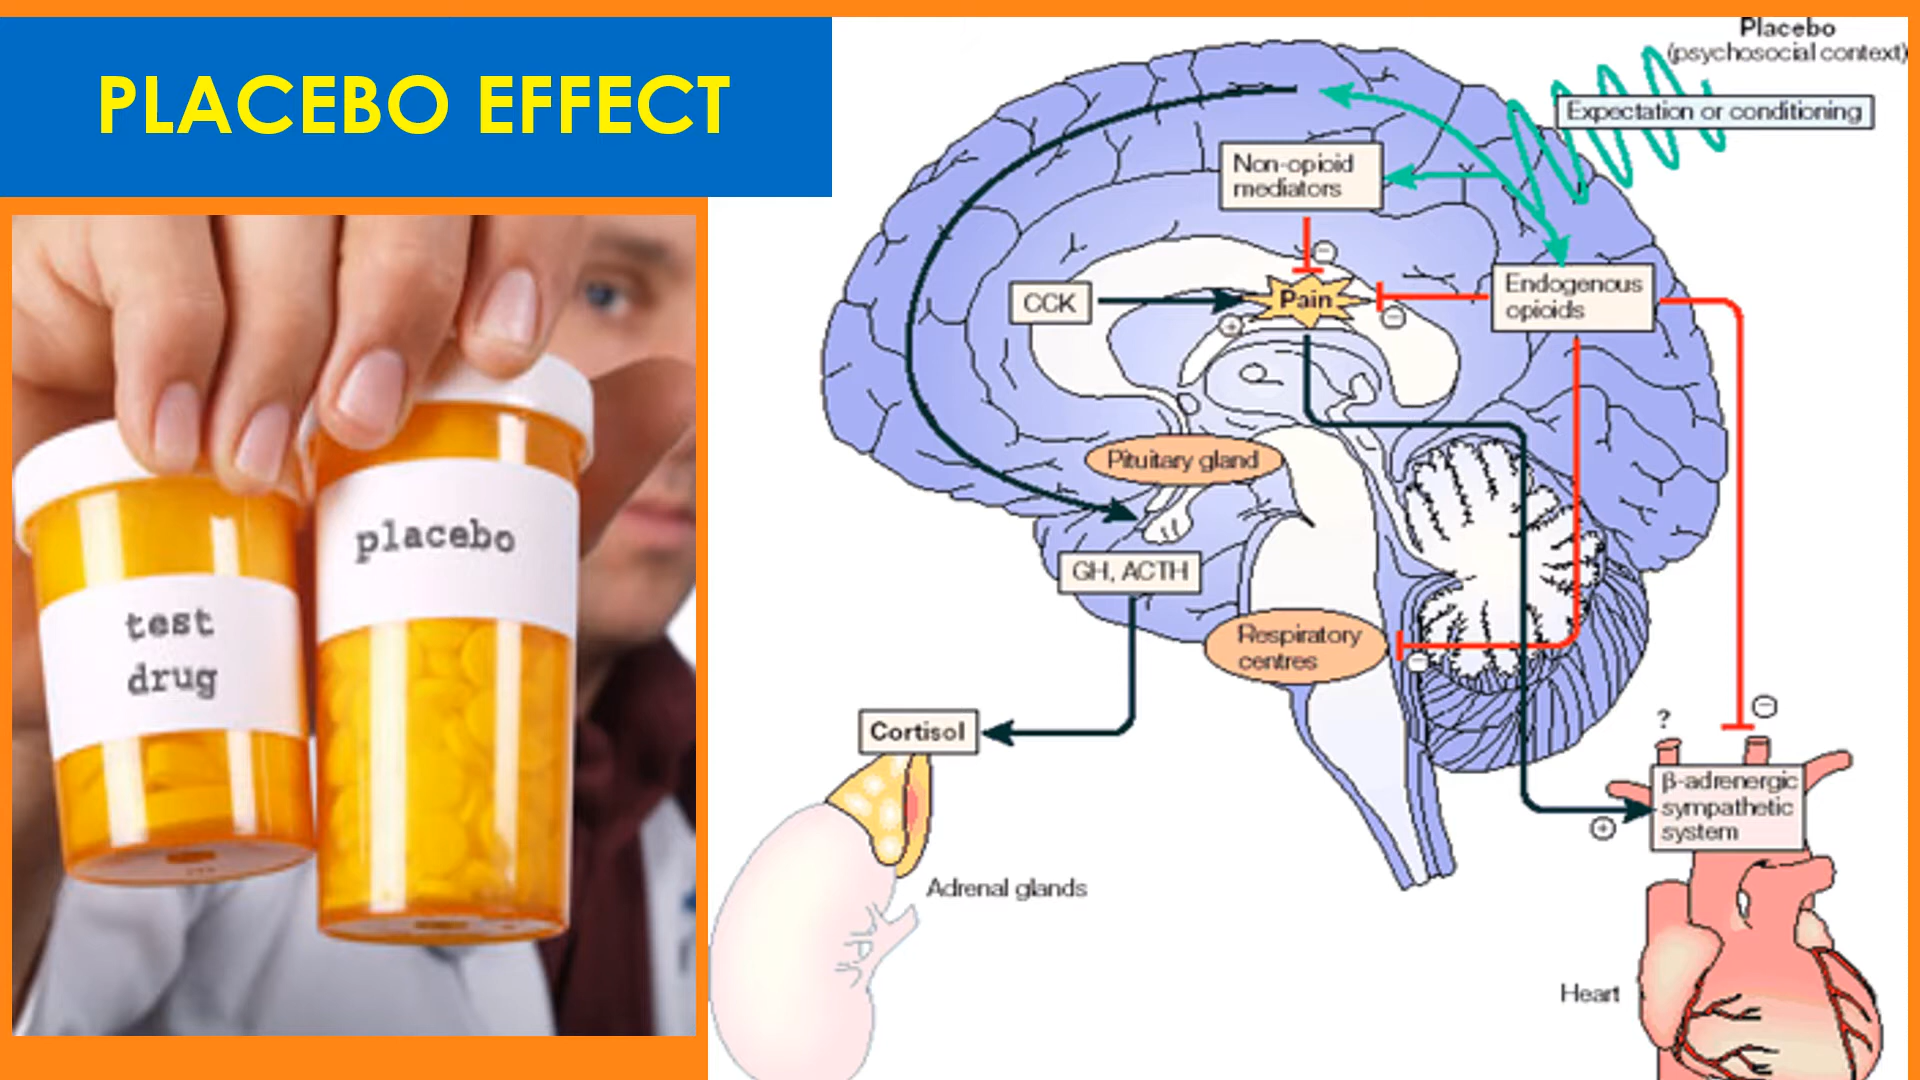 PLACEBO EFFECT
test
drug
placebo
Placebo
(psychosocial context)
Expectation or conditioning
Non-opioid
mediators
CCK
Pain
Endogenous
opioids
Pituitary gland
GH, ACTH
Respiratory
centres
Cortisol
Adrenal glands
?
β-adrenergic
sympathetic
system
Heart